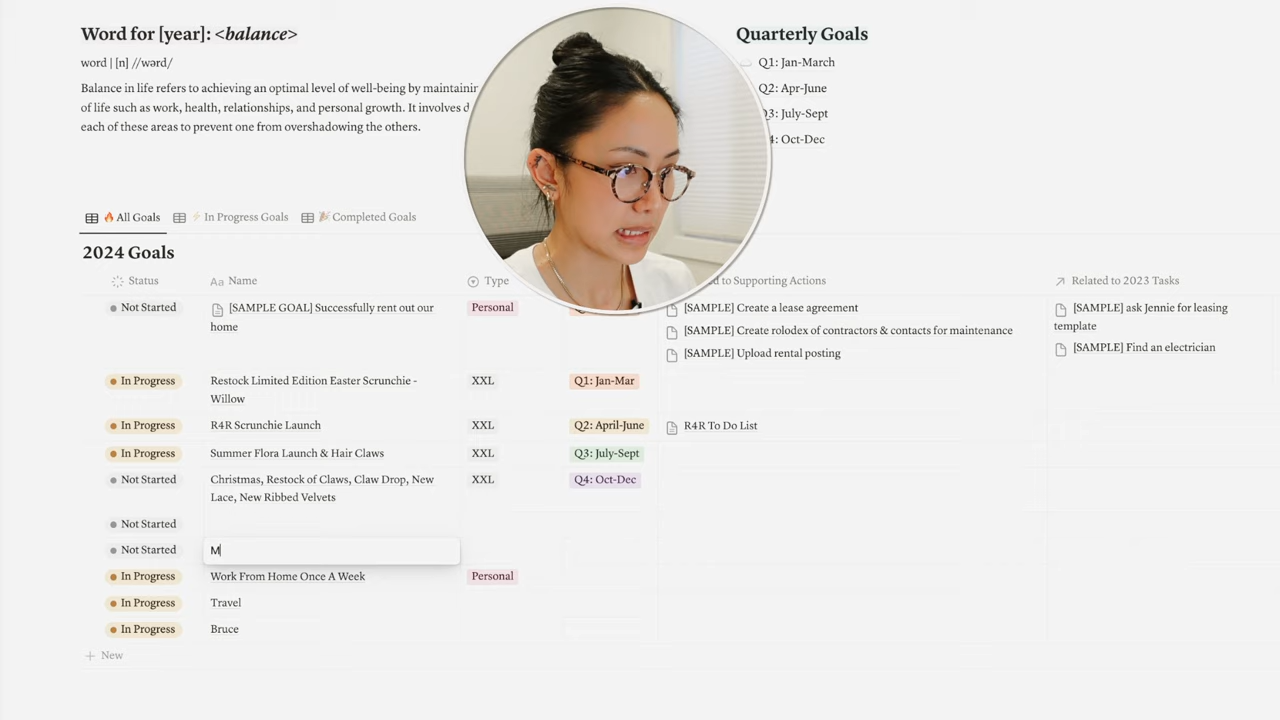 Word for [year]: <balance>
word | [n] //wərd/
Balance in life refers to achieving an optimal level of well-being by
of life such as work, health, relationships, and personal growth. It involves
each of these areas to prevent one from overshadowing the others.
Quarterly Goals
Q1: Jan-March
Q2: Apr-June
Q3: July-Sept
Q4: Oct-Dec
🔥All Goals ⚡In Progress Goals 🎉Completed Goals
2024 Goals
Status Aa Name Type to Supporting Actions Related to 2023 Tasks
Not Started [SAMPLE GOAL] Successfully rent out our Personal [SAMPLE] Create a lease agreement [SAMPLE] ask Jennie for leasing
home [SAMPLE] Create rolodex of contractors & contacts for maintenance template
[SAMPLE] Upload rental posting [SAMPLE] Find an electrician
In Progress Restock Limited Edition Easter Scrunchie - XXL Q1: Jan-Mar
Willow
In Progress R4R Scrunchie Launch XXL Q2: April-June R4R To Do List
In Progress Summer Flora Launch & Hair Claws XXL Q3: July-Sept
Not Started Christmas, Restock of Claws, Claw Drop, New XXL Q4: Oct-Dec
Lace, New Ribbed Velvets
Not Started
Not Started M
In Progress Work From Home Once A Week Personal
In Progress Travel
In Progress Bruce
+ New